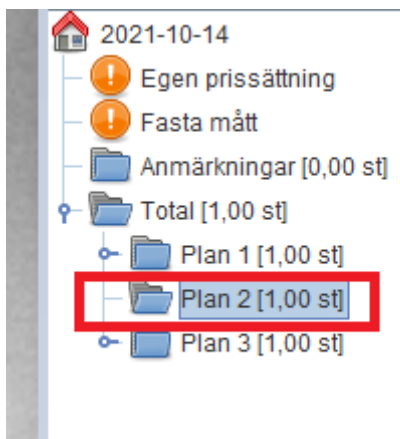 2021-10-14
Egen prissättning
Fasta mått
Anmärkningar [0,00 st]
Total [1,00 st]
Plan 1 [1,00 st]
Plan 2 [1,00 st]
Plan 3 [1,00 st]